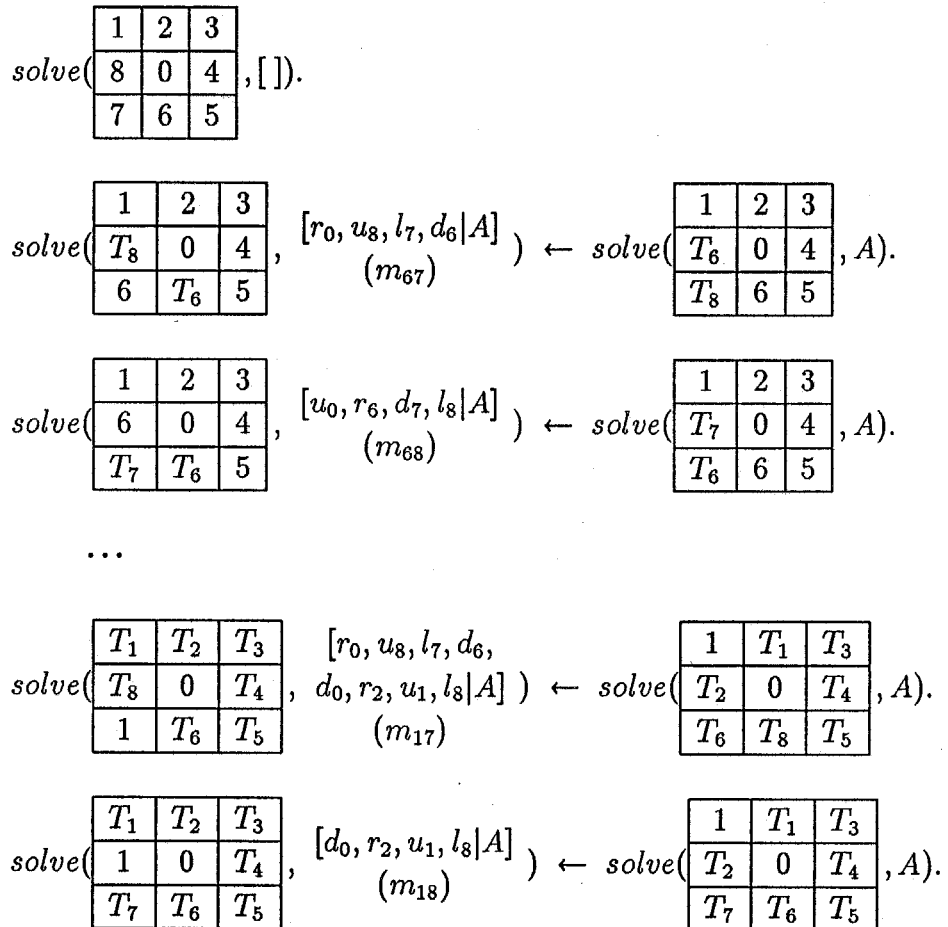 1 2 3
solve( 8 0 4 , [ ]).
7 6 5
1 2 3 [r₀, u₈, l₇, d₆|A] 1 2 3
solve( T₈ 0 4 , ) ← solve( T₆ 0 4 , A).
6 T₆ 5 (m₆₇) T₈ 6 5
1 2 3 [u₀, r₆, d₇, l₈|A] 1 2 3
solve( 6 0 4 , ) ← solve( T₇ 0 4 , A).
T₇ T₆ 5 (m₆₈) T₆ 6 5
...
T₁ T₂ T₃ [r₀, u₈, l₇, d₆, 1 T₁ T₃
solve( T₈ 0 T₄ , d₀, r₂, u₁, l₈|A] ) ← solve( T₂ 0 T₄ , A).
1 T₆ T₅ (m₁₇) T₆ T₈ T₅
T₁ T₂ T₃ [d₀, r₂, u₁, l₈|A] 1 T₁ T₃
solve( 1 0 T₄ , ) ← solve( T₂ 0 T₄ , A).
T₇ T₆ T₅ (m₁₈) T₇ T₆ T₅